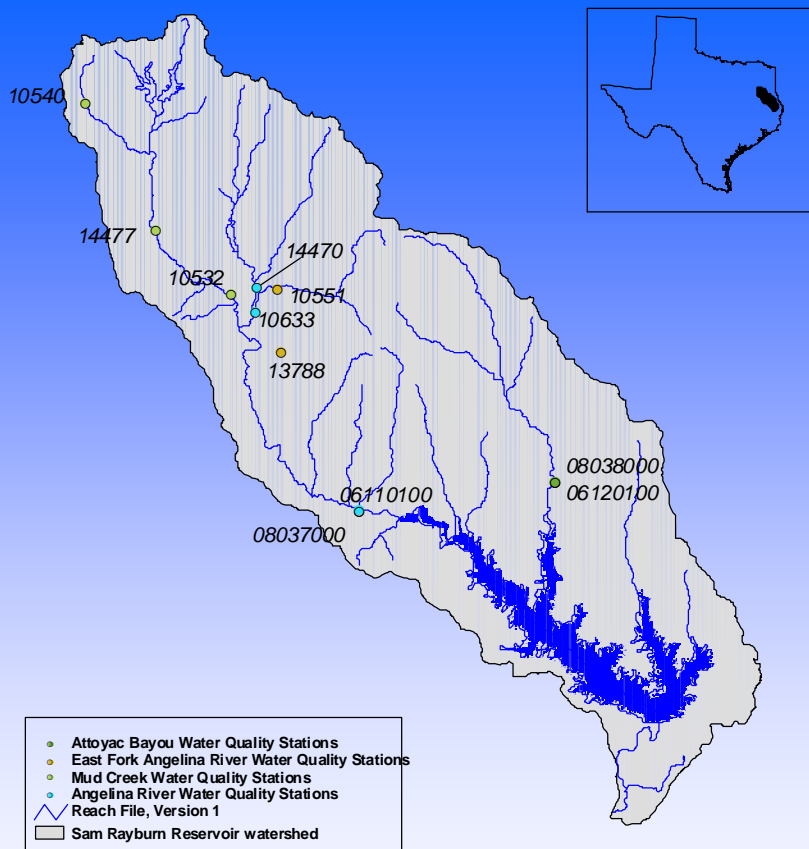 10540
14477
14470
10532
10551
10633
13788
08038000
06110100
06120100
08037000
Attoyac Bayou Water Quality Stations
East Fork Angelina River Water Quality Stations
Mud Creek Water Quality Stations
Angelina River Water Quality Stations
Reach File, Version 1
Sam Rayburn Reservoir watershed